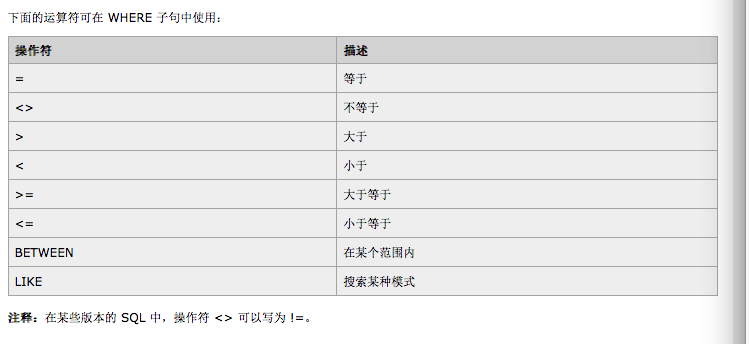 下面的运算符可在 WHERE 子句中使用：
操作符 描述
= 等于
<> 不等于
> 大于
< 小于
>= 大于等于
<= 小于等于
BETWEEN 在某个范围内
LIKE 搜索某种模式
注释：在某些版本的 SQL 中，操作符 <> 可以写为 !=。